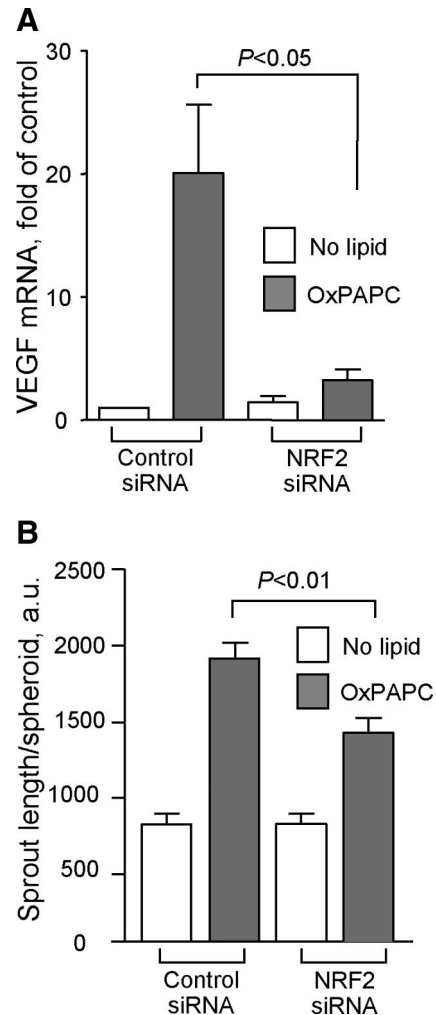 A
VEGF mRNA, fold of control
30
20
10
0
P<0.05
No lipid
OxPAPC
Control
siRNA
NRF2
siRNA
B
Sprout length/spheroid, a.u.
2500
2000
1500
1000
500
0
P<0.01
No lipid
OxPAPC
Control
siRNA
NRF2
siRNA